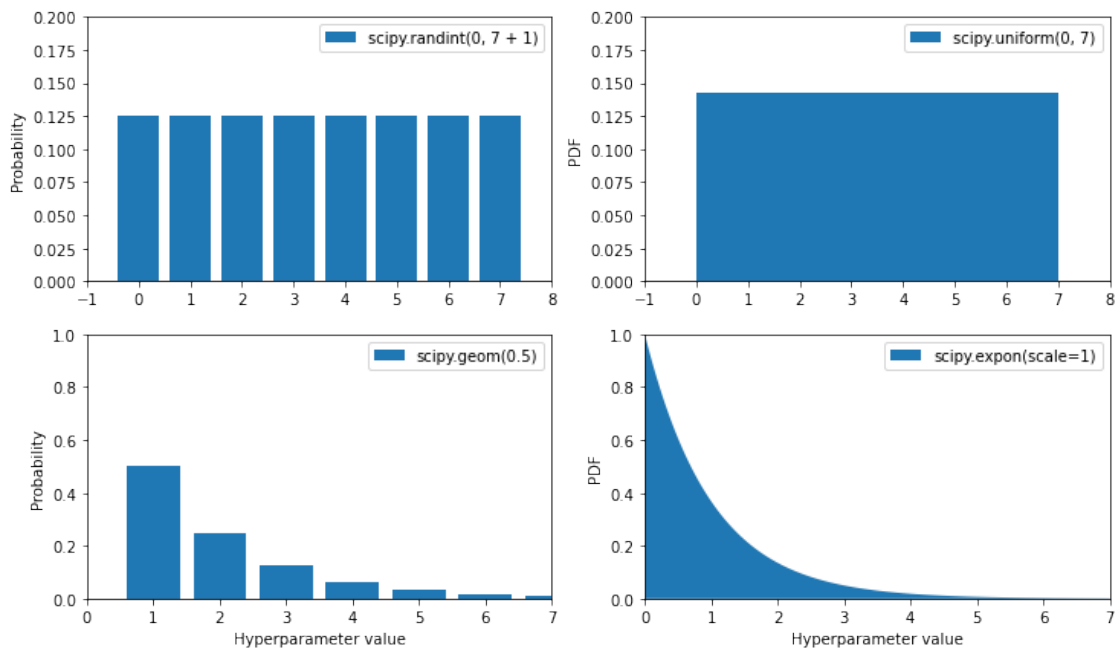 0.200
0.175
0.150
0.125
0.100
0.075
0.050
0.025
0.000
Probability
scipy.randint(0, 7 + 1)
−1 0 1 2 3 4 5 6 7 8
0.200
0.175
0.150
0.125
0.100
0.075
0.050
0.025
0.000
PDF
scipy.uniform(0, 7)
−1 0 1 2 3 4 5 6 7 8
1.0
0.8
0.6
0.4
0.2
0.0
Probability
scipy.geom(0.5)
0 1 2 3 4 5 6 7
Hyperparameter value
1.0
0.8
0.6
0.4
0.2
0.0
PDF
scipy.expon(scale=1)
0 1 2 3 4 5 6 7
Hyperparameter value